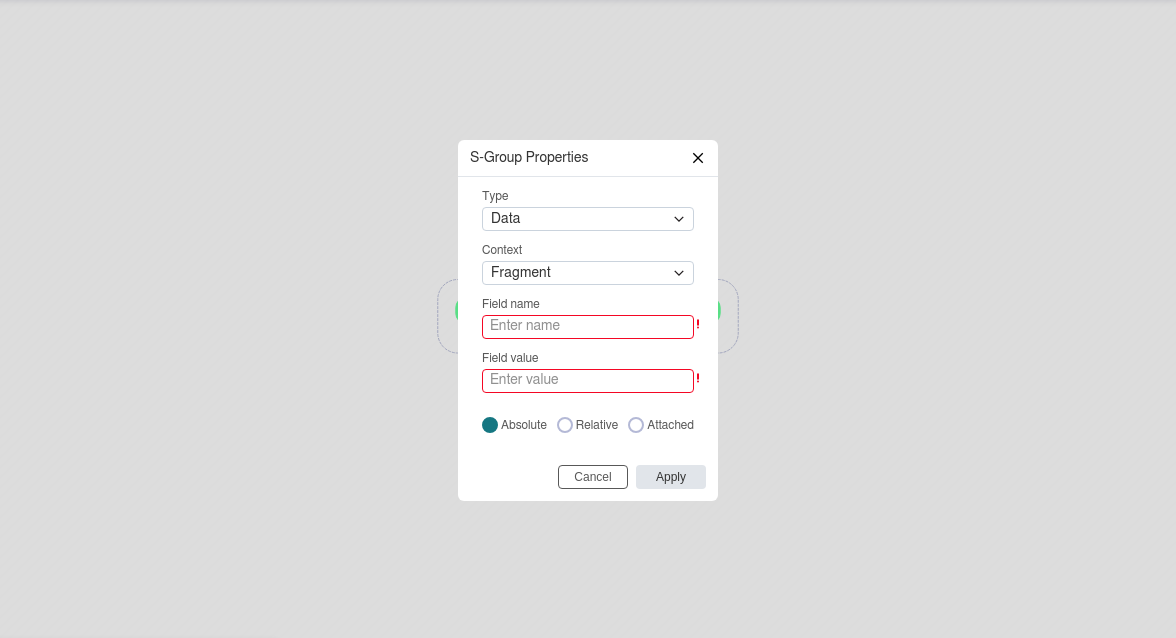 S-Group Properties
Type
Data
Context
Fragment
Field name
Enter name
!
Field value
Enter value
!
Absolute Relative Attached
Cancel Apply